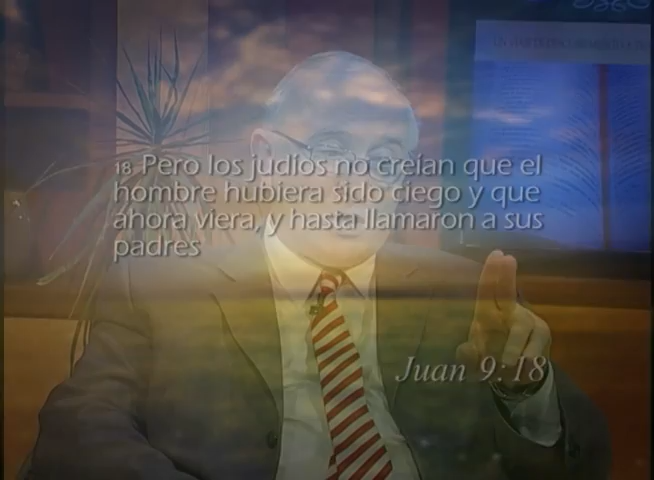 18 Pero los judíos no creían que el
hombre hubiera sido ciego y que
ahora viera, y hasta llamaron a sus
padres
Juan 9:18